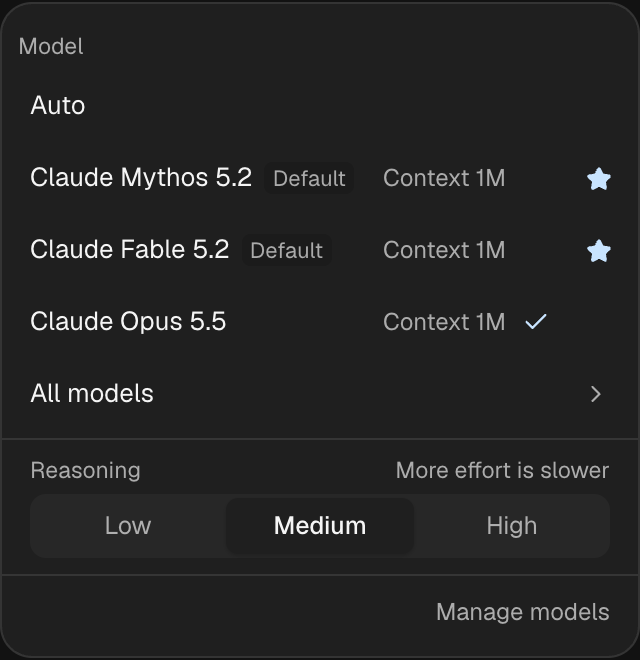 Model
Auto
Claude Mythos 5.2 Default Context 1M
Claude Fable 5.2 Default Context 1M
Claude Opus 5.5 Context 1M
All models
Reasoning More effort is slower
Low Medium High
Manage models